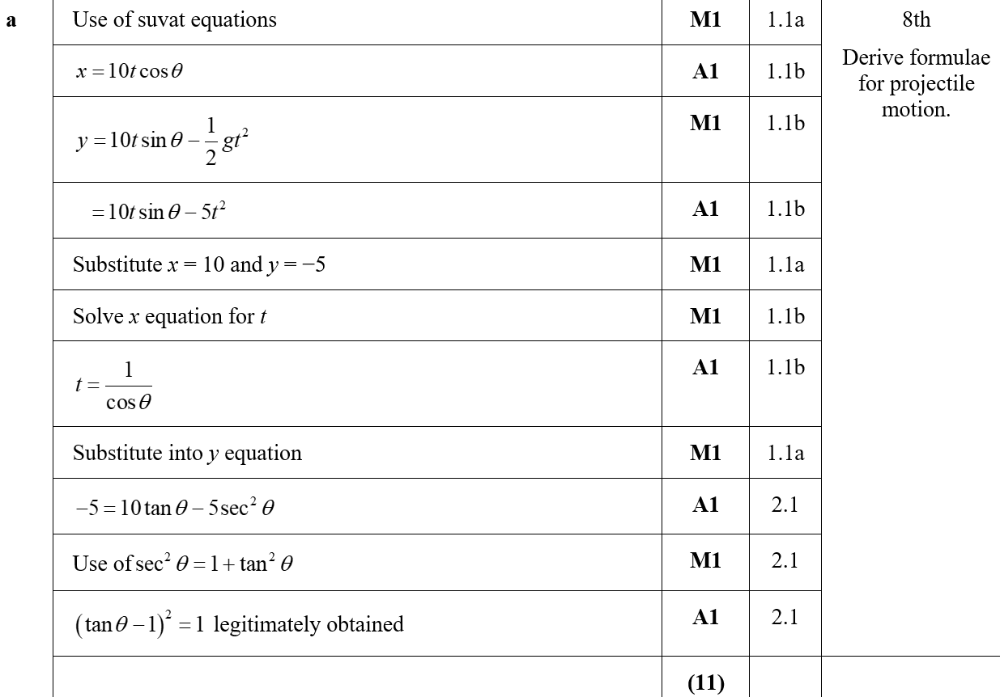 a Use of suvat equations M1 1.1a 8th
Derive formulae
for projectile
motion.
x = 10t cos θ A1 1.1b
y = 10t sin θ − 1/2 gt² M1 1.1b
= 10t sin θ − 5t² A1 1.1b
Substitute x = 10 and y = −5 M1 1.1a
Solve x equation for t M1 1.1b
t = 1/cos θ A1 1.1b
Substitute into y equation M1 1.1a
−5 = 10 tan θ − 5 sec² θ A1 2.1
Use of sec² θ = 1 + tan² θ M1 2.1
(tan θ − 1)² = 1 legitimately obtained A1 2.1
(11)